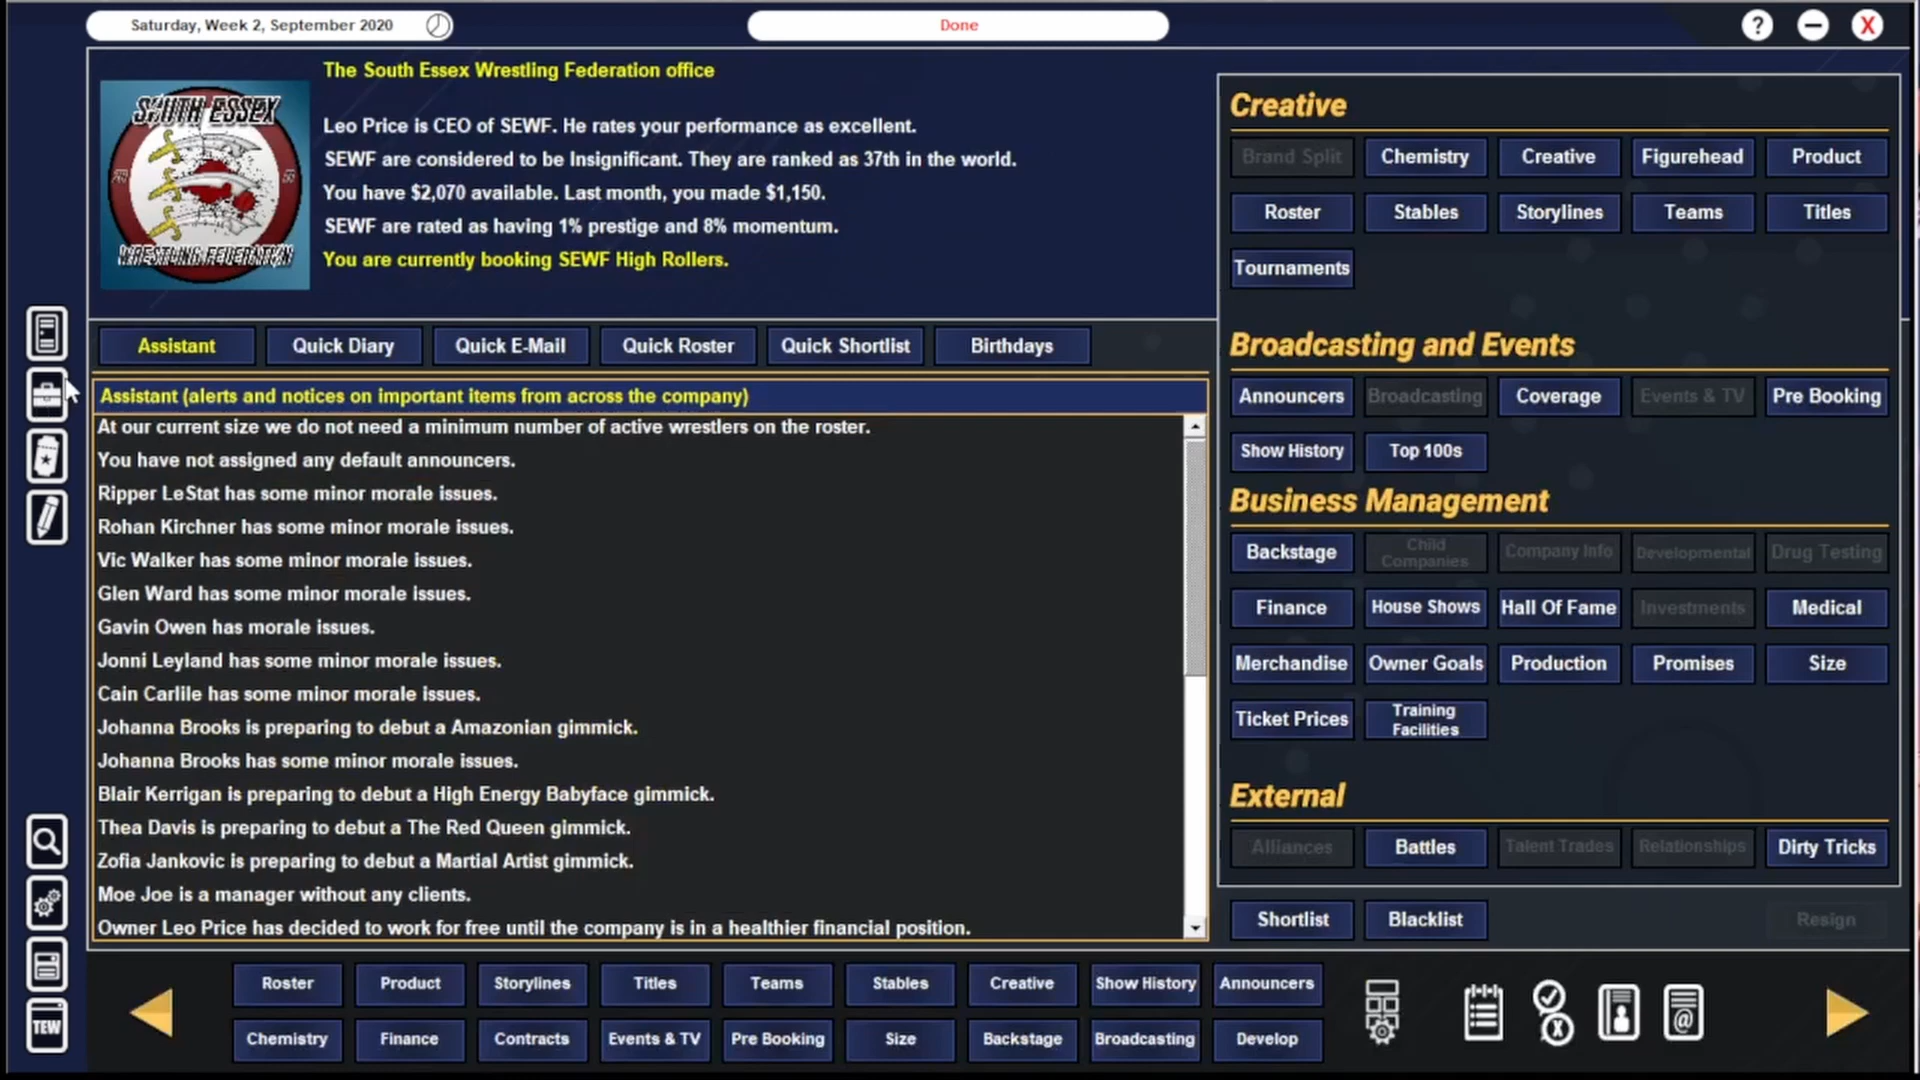 Saturday, Week 2, September 2020
Done
?
X
The South Essex Wrestling Federation office
SOUTH ESSEX
WRESTLING FEDERATION
Leo Price is CEO of SEWF. He rates your performance as excellent.
SEWF are considered to be Insignificant. They are ranked as 37th in the world.
You have $2,070 available. Last month, you made $1,150.
SEWF are rated as having 1% prestige and 8% momentum.
You are currently booking SEWF High Rollers.
Assistant
Quick Diary
Quick E-Mail
Quick Roster
Quick Shortlist
Birthdays
Assistant (alerts and notices on important items from across the company)
At our current size we do not need a minimum number of active wrestlers on the roster.
You have not assigned any default announcers.
Ripper LeStat has some minor morale issues.
Rohan Kirchner has some minor morale issues.
Vic Walker has some minor morale issues.
Glen Ward has some minor morale issues.
Gavin Owen has morale issues.
Jonni Leyland has some minor morale issues.
Cain Carlile has some minor morale issues.
Johanna Brooks is preparing to debut a Amazonian gimmick.
Johanna Brooks has some minor morale issues.
Blair Kerrigan is preparing to debut a High Energy Babyface gimmick.
Thea Davis is preparing to debut a The Red Queen gimmick.
Zofia Jankovic is preparing to debut a Martial Artist gimmick.
Moe Joe is a manager without any clients.
Owner Leo Price has decided to work for free until the company is in a healthier financial position.
Creative
Brand Split
Chemistry
Creative
Figurehead
Product
Roster
Stables
Storylines
Teams
Titles
Tournaments
Broadcasting and Events
Announcers
Broadcasting
Coverage
Events & TV
Pre Booking
Show History
Top 100s
Business Management
Backstage
Child
Companies
Company Info
Developmental
Drug Testing
Finance
House Shows
Hall Of Fame
Investments
Medical
Merchandise
Owner Goals
Production
Promises
Size
Ticket Prices
Training
Facilities
External
Alliances
Battles
Talent Trades
Relationships
Dirty Tricks
Shortlist
Blacklist
Resign
TEW
Roster
Product
Storylines
Titles
Teams
Stables
Creative
Show History
Announcers
Chemistry
Finance
Contracts
Events & TV
Pre Booking
Size
Backstage
Broadcasting
Develop